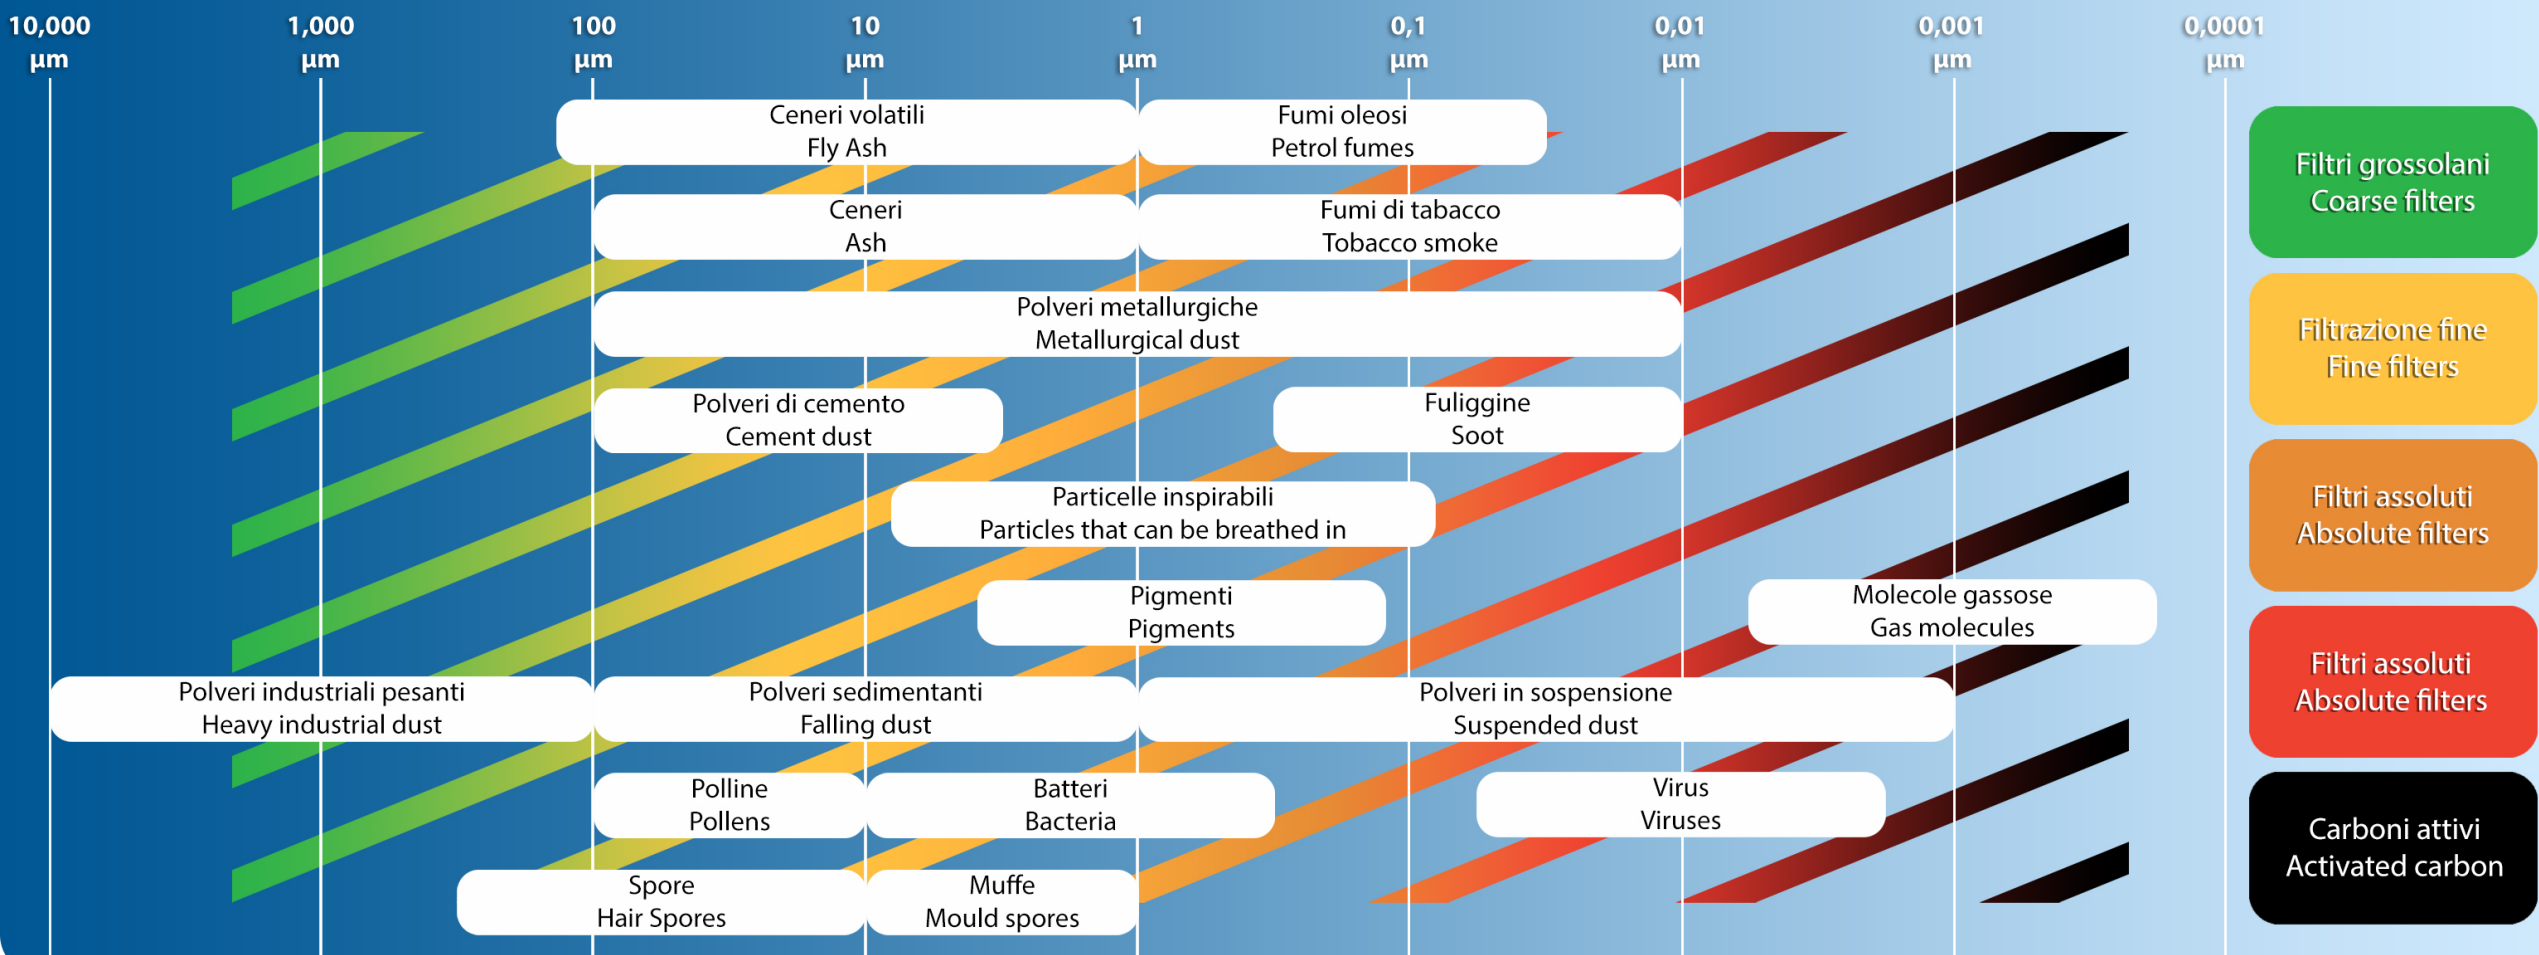 10,000 1,000 100 10 1 0,1 0,01 0,001 0,0001
µm µm µm µm µm µm µm µm µm
Ceneri volatili
Fly Ash
Fumi oleosi
Petrol fumes
Ceneri
Ash
Fumi di tabacco
Tobacco smoke
Polveri metallurgiche
Metallurgical dust
Polveri di cemento
Cement dust
Fuliggine
Soot
Particelle inspirabili
Particles that can be breathed in
Pigmenti
Pigments
Molecole gassose
Gas molecules
Polveri industriali pesanti
Heavy industrial dust
Polveri sedimentanti
Falling dust
Polveri in sospensione
Suspended dust
Polline
Pollens
Batteri
Bacteria
Virus
Viruses
Spore
Hair Spores
Muffe
Mould spores
Filtri grossolani
Coarse filters
Filtrazione fine
Fine filters
Filtri assoluti
Absolute filters
Filtri assoluti
Absolute filters
Carboni attivi
Activated carbon